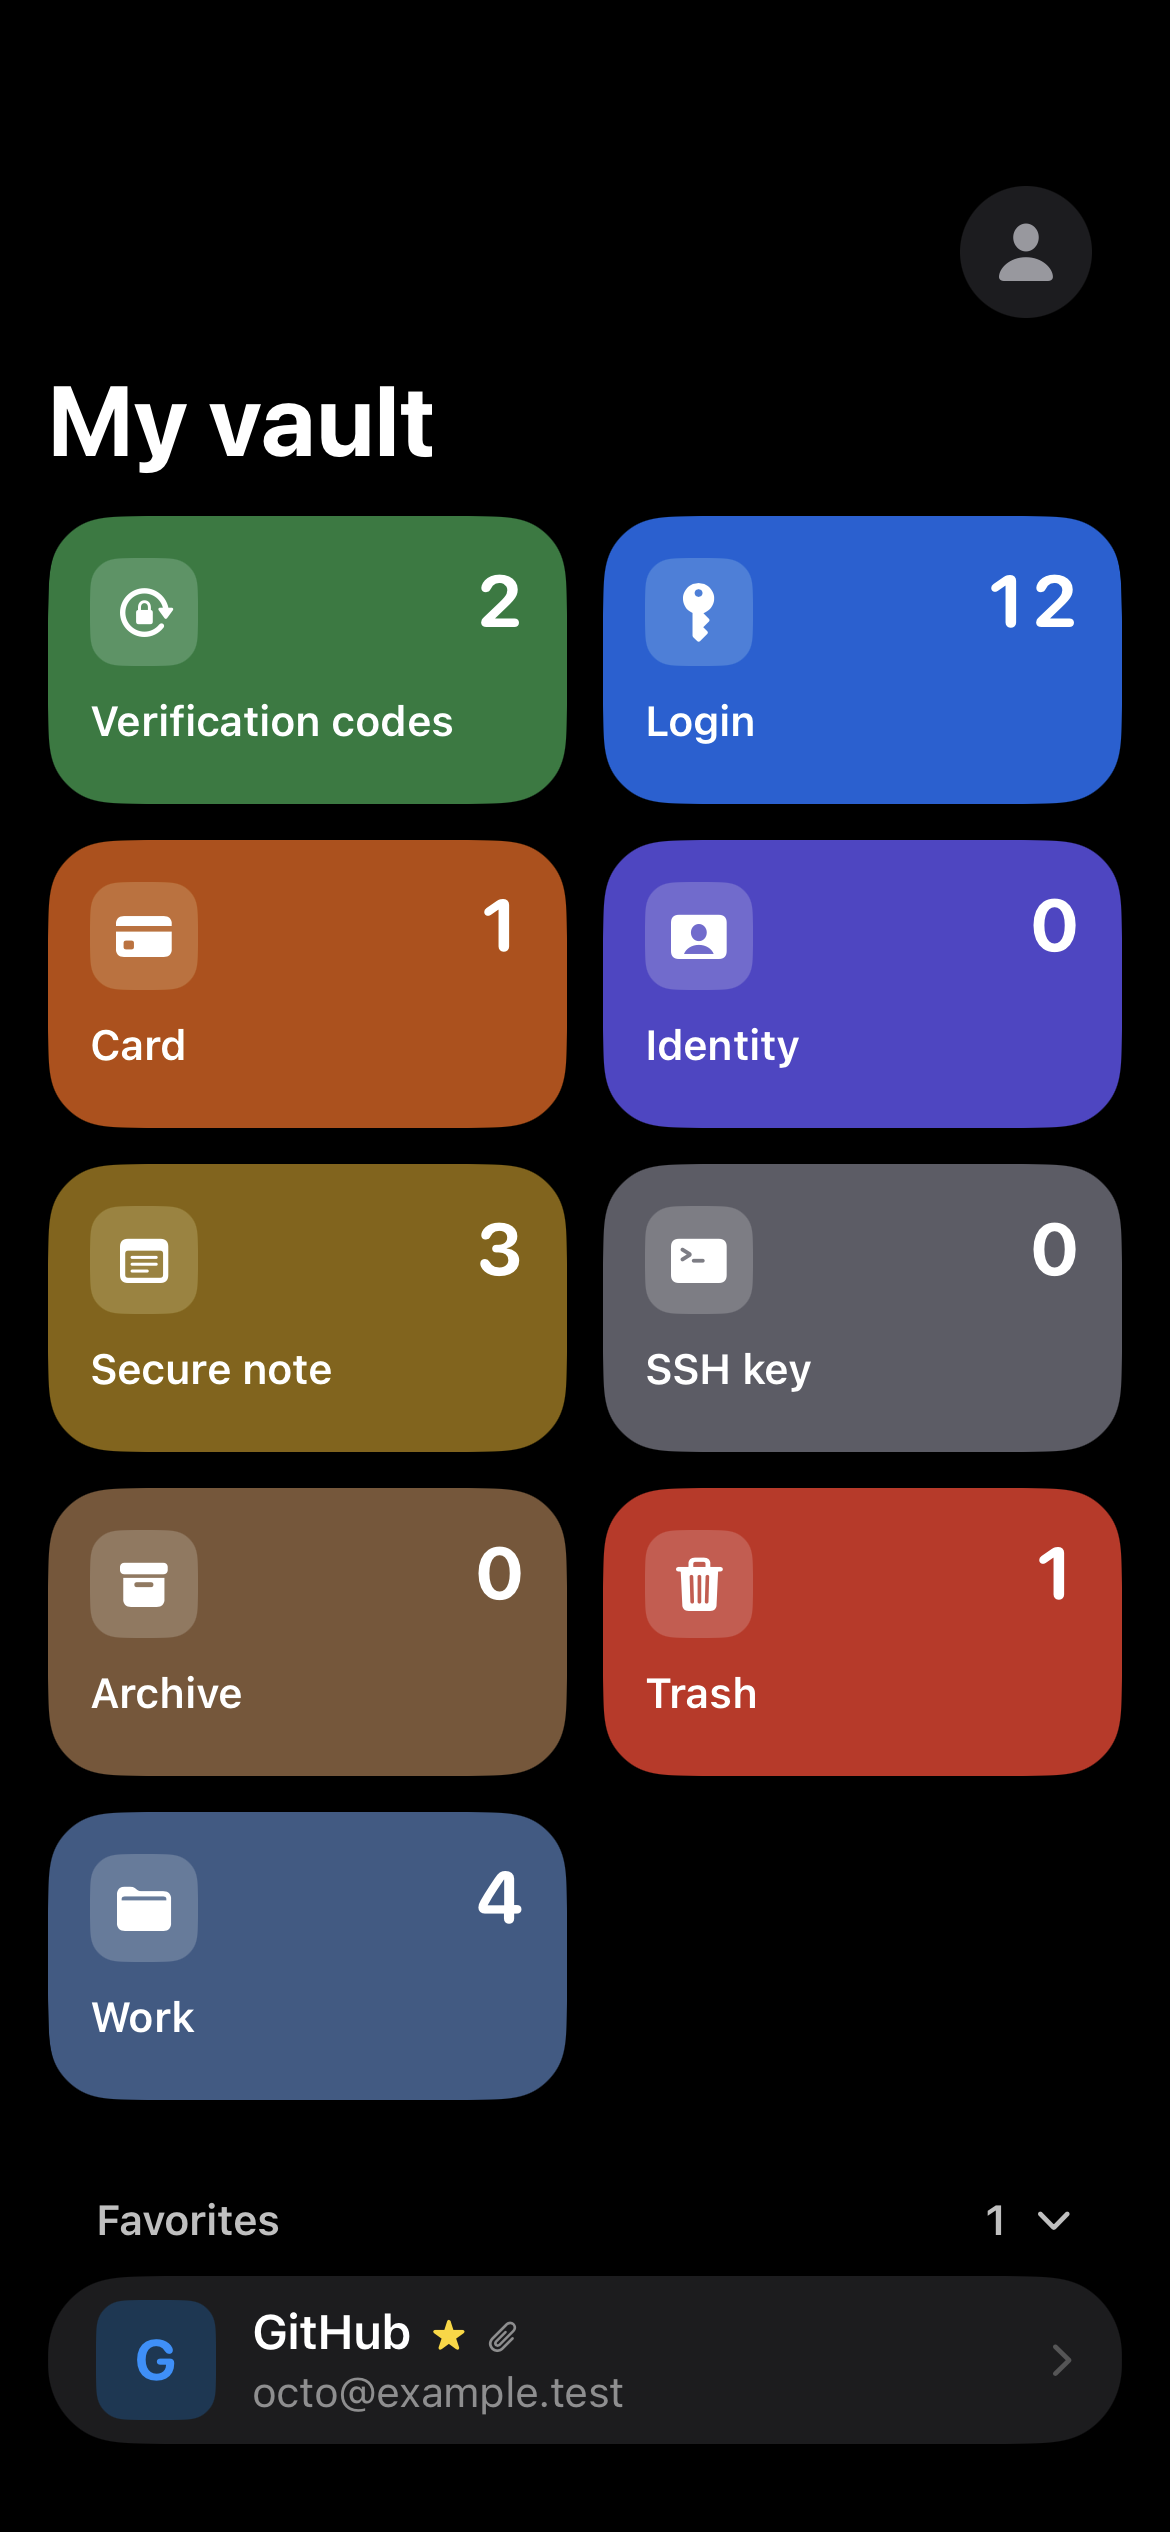 My vault
2
Verification codes
12
Login
1
Card
0
Identity
3
Secure note
0
SSH key
0
Archive
1
Trash
4
Work
Favorites 1
G
GitHub
octo@example.test